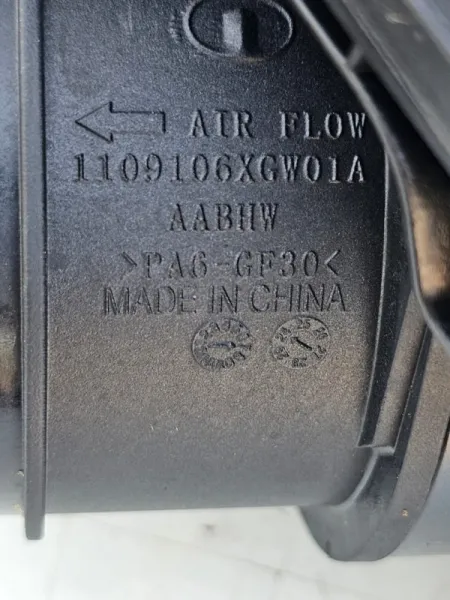 AIR FLOW
1109106XGW01A
AABHW
>PA6-GF30<
MADE IN CHINA